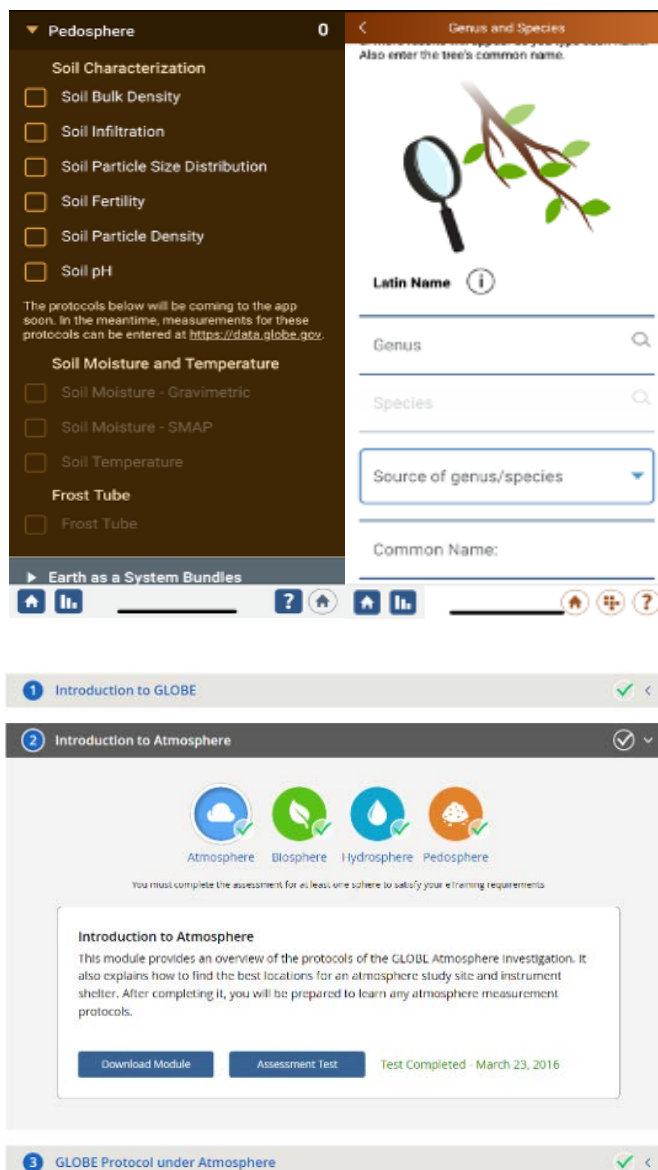 Pedosphere 0
Soil Characterization
Soil Bulk Density
Soil Infiltration
Soil Particle Size Distribution
Soil Fertility
Soil Particle Density
Soil pH
The protocols below will be coming to the app
soon. In the meantime, measurements for these
protocols can be entered at https://data.globe.gov.
Soil Moisture and Temperature
Soil Moisture - Gravimetric
Soil Moisture - SMAP
Soil Temperature
Frost Tube
Frost Tube
Earth as a System Bundles
?
Genus and Species
Also enter the tree's common name.
Latin Name i
Genus
Species
Source of genus/species
Common Name:
?
1 Introduction to GLOBE
2 Introduction to Atmosphere
Atmosphere Biosphere Hydrosphere Pedosphere
You must complete the assessment for at least one sphere to satisfy your eTraining requirements
Introduction to Atmosphere
This module provides an overview of the protocols of the GLOBE Atmosphere Investigation. It
also explains how to find the best locations for an atmosphere study site and instrument
shelter. After completing it, you will be prepared to learn any atmosphere measurement
protocols.
Download Module Assessment Test Test Completed - March 23, 2016
3 GLOBE Protocol under Atmosphere